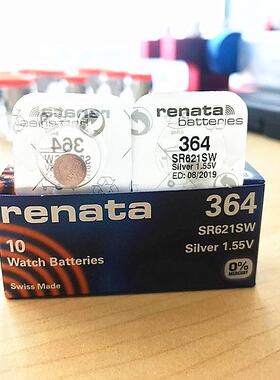 renata
batteries
364
renata
batteries
364
SR621SW
Silver 1.55V
ED: 08/2019
renata
364
SR621SW
Silver 1.55V
10
Watch Batteries
Swiss Made
0%
MERCURY